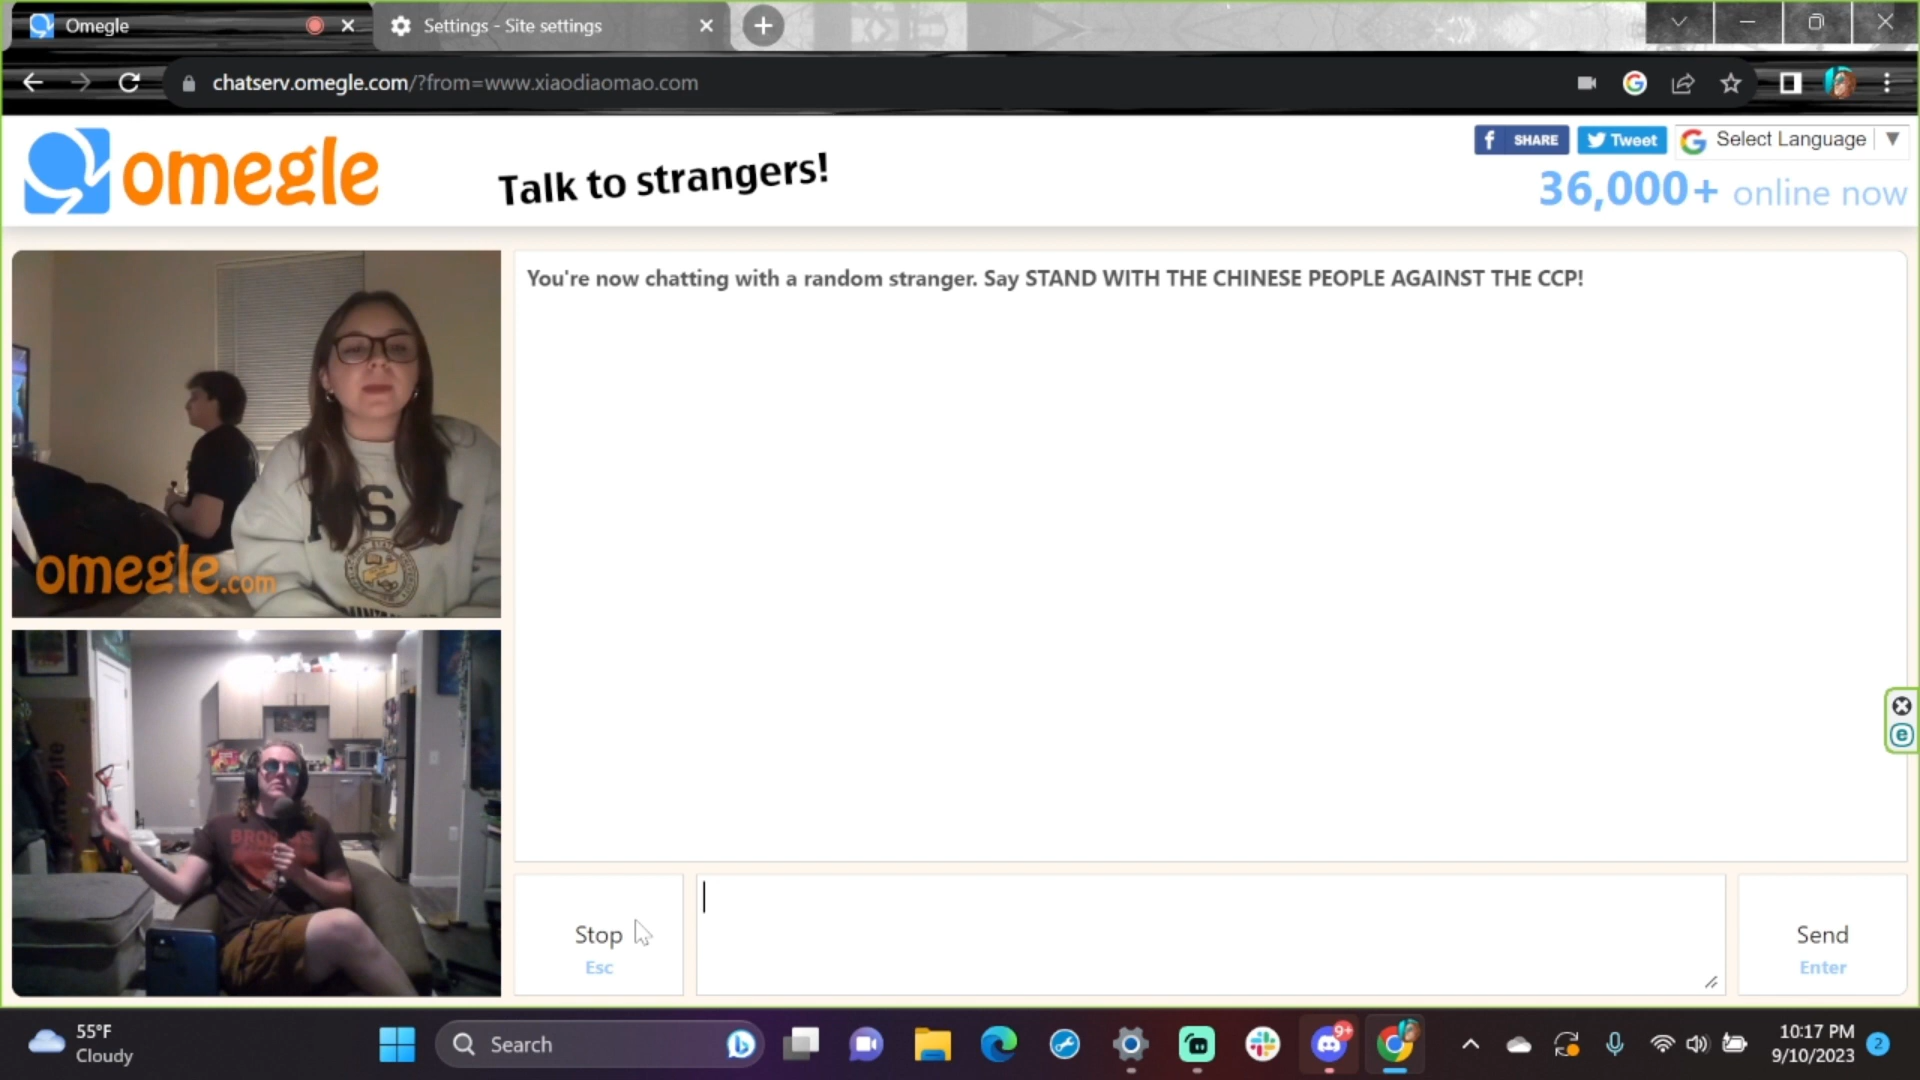 Omegle
Settings - Site settings
chatserv.omegle.com/?from=www.xiaodiaomao.com
omegle
Talk to strangers!
SHARE
Tweet
Select Language
36,000+ online now
You're now chatting with a random stranger. Say STAND WITH THE CHINESE PEOPLE AGAINST THE CCP!
S
omegle.com
Stop
Esc
Send
Enter
55°F
Cloudy
Search
9+
10:17 PM
9/10/2023
2